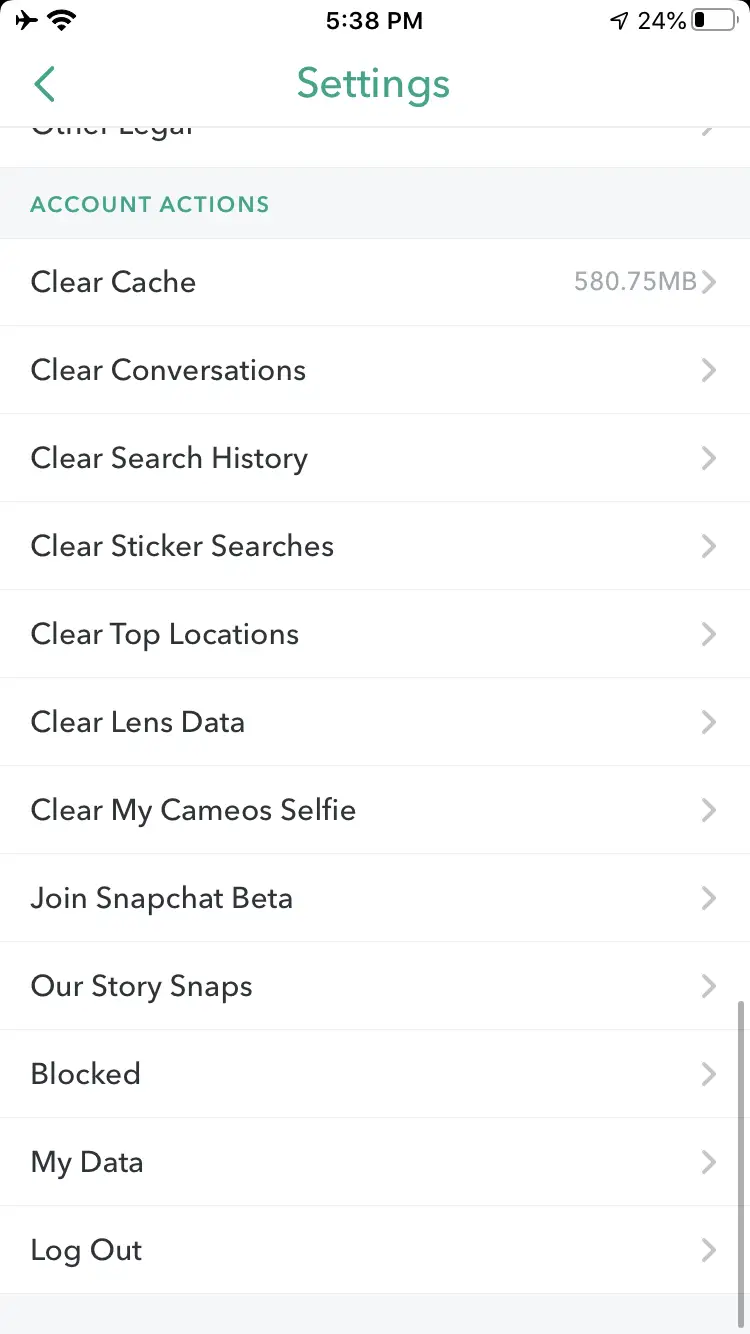 5:38 PM 24%
Settings
Other Legal
ACCOUNT ACTIONS
Clear Cache 580.75MB
Clear Conversations
Clear Search History
Clear Sticker Searches
Clear Top Locations
Clear Lens Data
Clear My Cameos Selfie
Join Snapchat Beta
Our Story Snaps
Blocked
My Data
Log Out